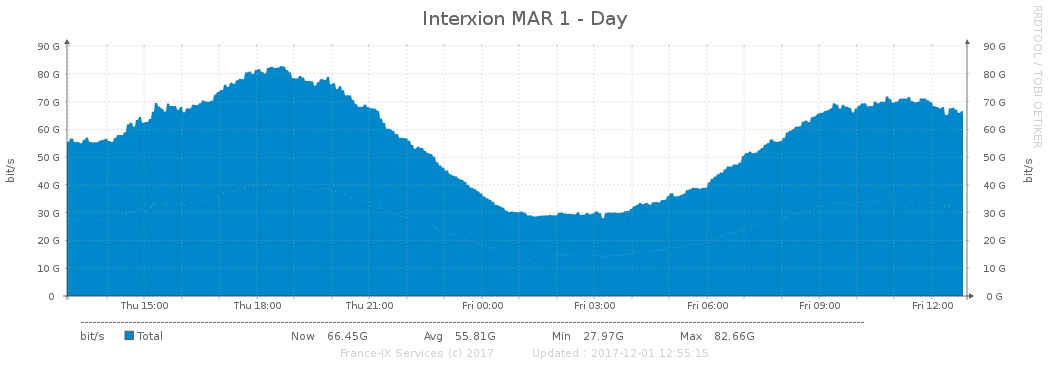 Interxion MAR 1 - Day
RRDTOOL / TOBI OETIKER
90 G 90 G
80 G 80 G
70 G 70 G
60 G 60 G
50 G 50 G
40 G 40 G
30 G 30 G
20 G 20 G
10 G 10 G
0 0 G
bit/s bit/s
Thu 15:00 Thu 18:00 Thu 21:00 Fri 00:00 Fri 03:00 Fri 06:00 Fri 09:00 Fri 12:00
bit/s Total Now 66.45G Avg 55.81G Min 27.97G Max 82.66G
France-IX Services (c) 2017 Updated : 2017-12-01 12:55:15